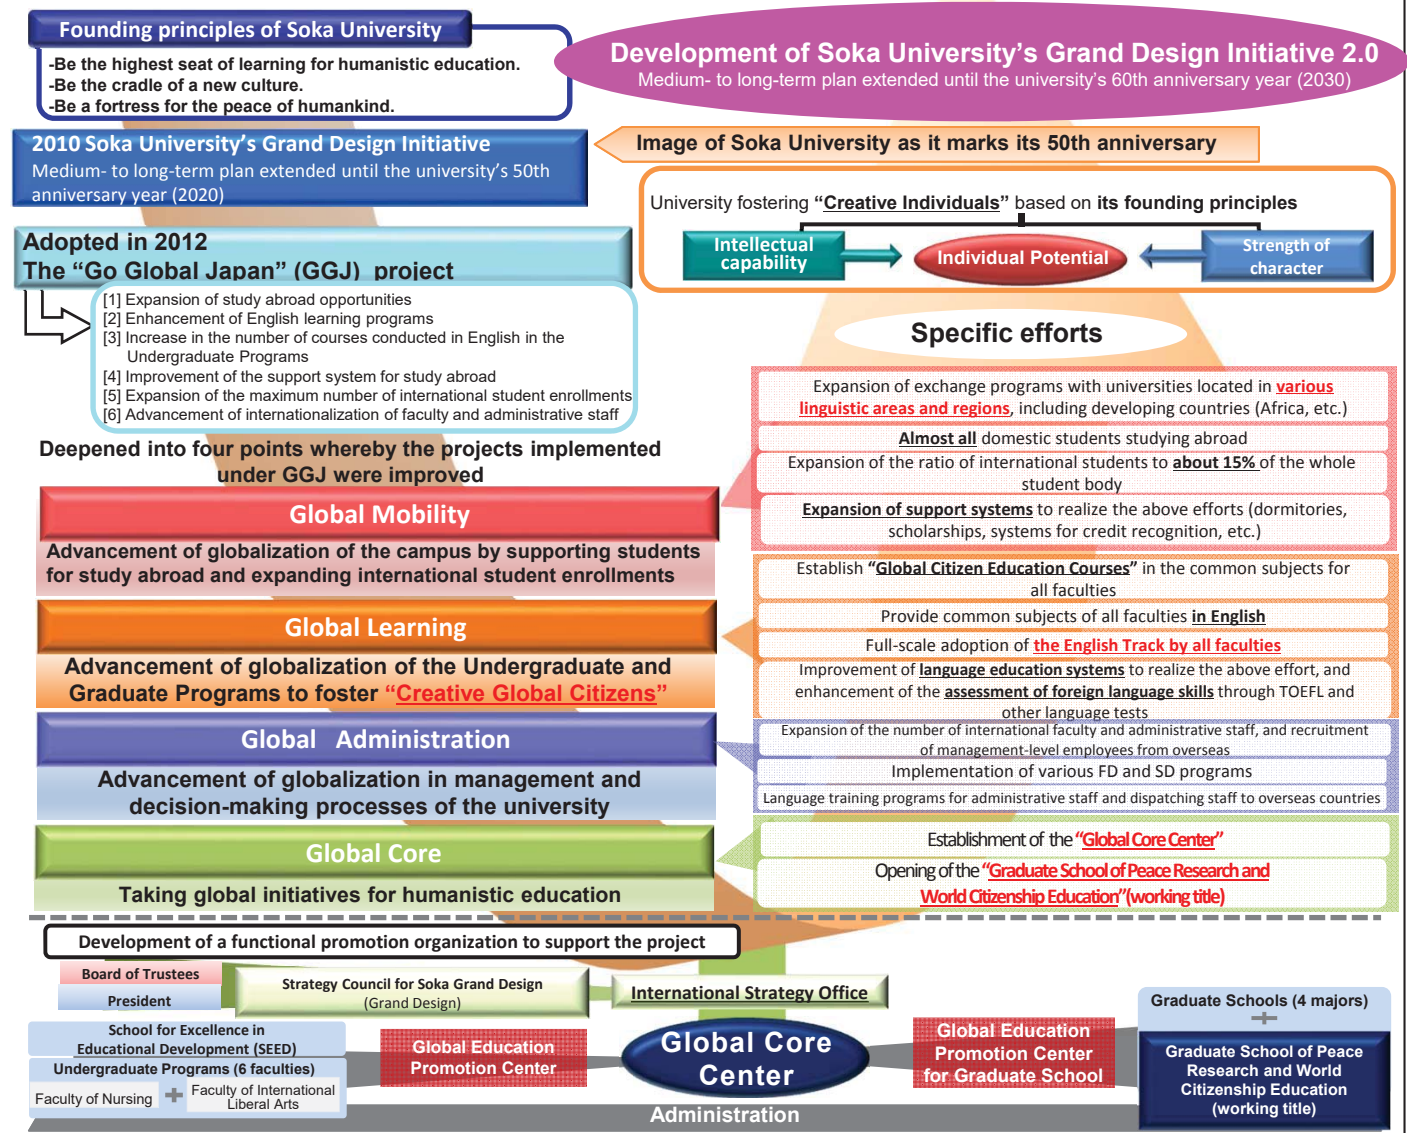 Founding principles of Soka University
-Be the highest seat of learning for humanistic education.
-Be the cradle of a new culture.
-Be a fortress for the peace of humankind.
Development of Soka University's Grand Design Initiative 2.0
Medium- to long-term plan extended until the university's 60th anniversary year (2030)
2010 Soka University's Grand Design Initiative
Medium- to long-term plan extended until the university's 50th
anniversary year (2020)
Image of Soka University as it marks its 50th anniversary
University fostering “Creative Individuals” based on its founding principles
Intellectual
capability
Individual Potential
Strength of
character
Adopted in 2012
The “Go Global Japan” (GGJ) project
[1] Expansion of study abroad opportunities
[2] Enhancement of English learning programs
[3] Increase in the number of courses conducted in English in the
Undergraduate Programs
[4] Improvement of the support system for study abroad
[5] Expansion of the maximum number of international student enrollments
[6] Advancement of internationalization of faculty and administrative staff
Deepened into four points whereby the projects implemented
under GGJ were improved
Specific efforts
Global Mobility
Advancement of globalization of the campus by supporting students
for study abroad and expanding international student enrollments
Expansion of exchange programs with universities located in various
linguistic areas and regions, including developing countries (Africa, etc.)
Almost all domestic students studying abroad
Expansion of the ratio of international students to about 15% of the whole
student body
Expansion of support systems to realize the above efforts (dormitories,
scholarships, systems for credit recognition, etc.)
Global Learning
Advancement of globalization of the Undergraduate and
Graduate Programs to foster “Creative Global Citizens”
Establish “Global Citizen Education Courses” in the common subjects for
all faculties
Provide common subjects of all faculties in English
Full-scale adoption of the English Track by all faculties
Improvement of language education systems to realize the above effort, and
enhancement of the assessment of foreign language skills through TOEFL and
other language tests
Global Administration
Advancement of globalization in management and
decision-making processes of the university
Expansion of the number of international faculty and administrative staff, and recruitment
of management-level employees from overseas
Implementation of various FD and SD programs
Language training programs for administrative staff and dispatching staff to overseas countries
Global Core
Taking global initiatives for humanistic education
Establishment of the “Global Core Center”
Opening of the “Graduate School of Peace Research and
World Citizenship Education”(working title)
Development of a functional promotion organization to support the project
Board of Trustees
President
Strategy Council for Soka Grand Design
(Grand Design)
International Strategy Office
School for Excellence in
Educational Development (SEED)
Undergraduate Programs (6 faculties)
Faculty of Nursing
+
Faculty of International
Liberal Arts
Global Education
Promotion Center
Global Core
Center
Global Education
Promotion Center
for Graduate School
Graduate Schools (4 majors)
+
Graduate School of Peace
Research and World
Citizenship Education
(working title)
Administration